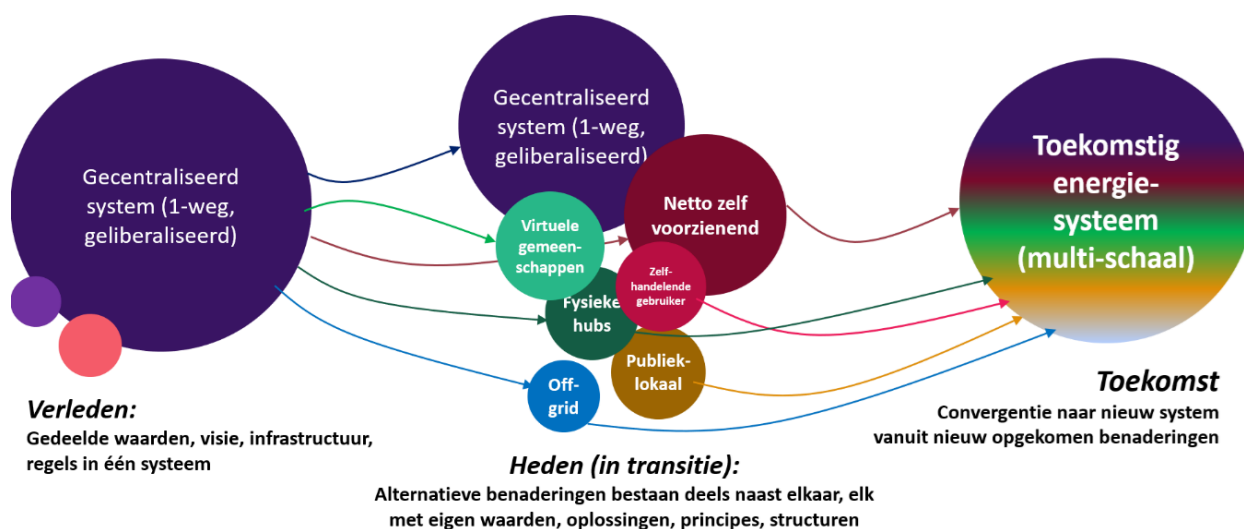 Gecentraliseerd
system (1-weg,
geliberaliseerd)
Verleden:
Gedeelde waarden, visie, infrastructuur,
regels in één systeem
Gecentraliseerd
system (1-weg,
geliberaliseerd)
Netto zelf
voorzienend
Virtuele
gemeen-
schappen
Zelf-
handelende
gebruiker
Fysieke
hubs
Publiek-
lokaal
Off-
grid
Heden (in transitie):
Alternatieve benaderingen bestaan deels naast elkaar, elk
met eigen waarden, oplossingen, principes, structuren
Toekomstig
energie-
systeem
(multi-schaal)
Toekomst
Convergentie naar nieuw system
vanuit nieuw opgekomen benaderingen